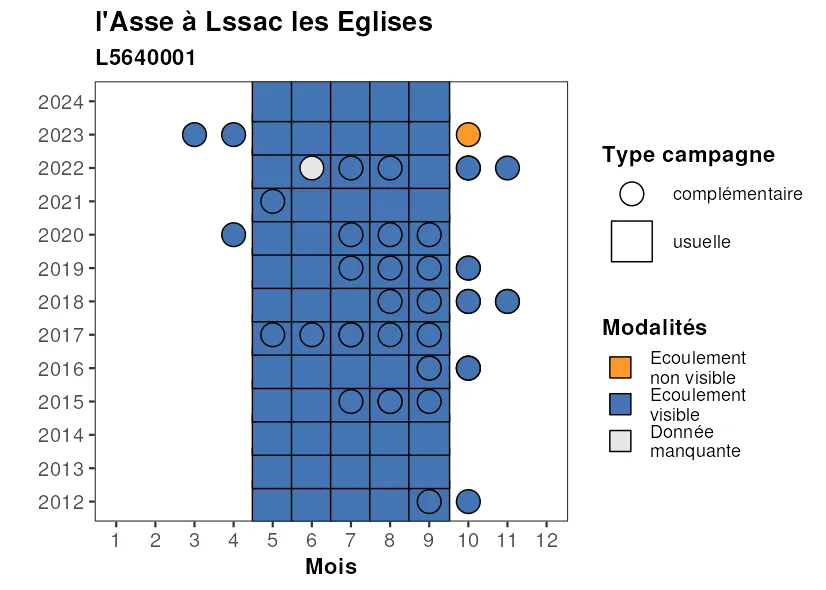 l'Asse à Lssac les Eglises
L5640001
2024
2023
2022
2021
2020
2019
2018
2017
2016
2015
2014
2013
2012
1 2 3 4 5 6 7 8 9 10 11 12
Mois
Type campagne
complémentaire
usuelle
Modalités
Ecoulement
non visible
Ecoulement
visible
Donnée
manquante